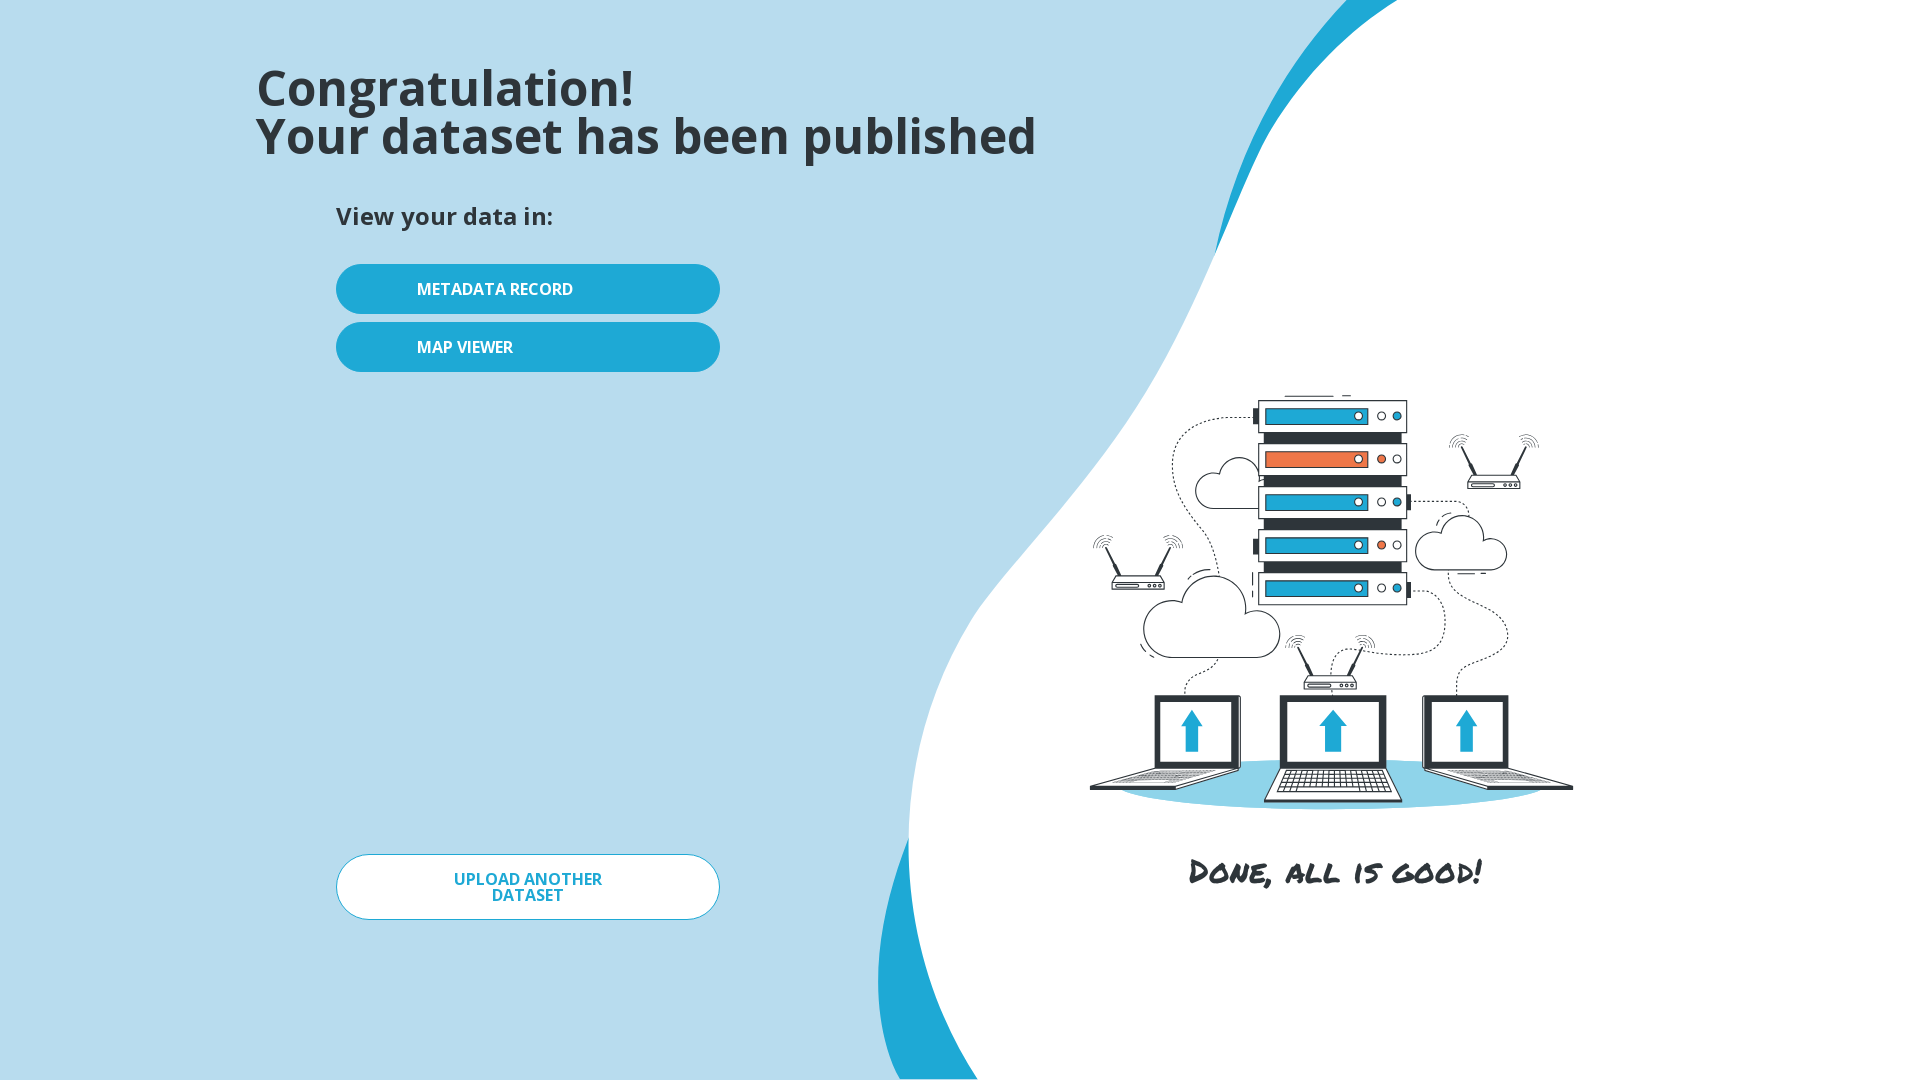 Congratulation!
Your dataset has been published
View your data in:
METADATA RECORD
MAP VIEWER
UPLOAD ANOTHER
DATASET
Done, all is good!